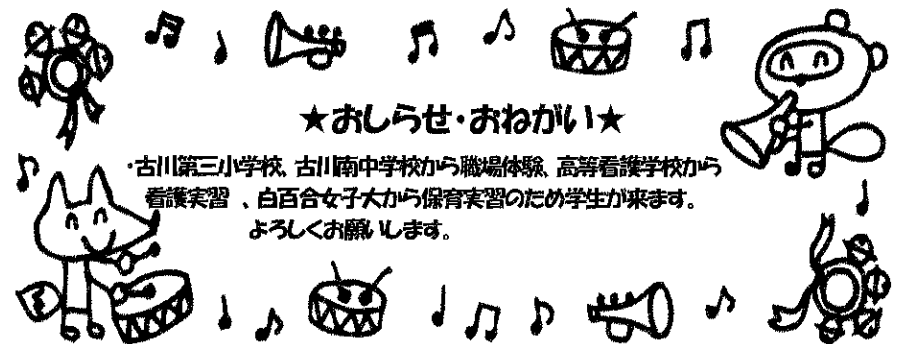 ★おしらせ・おねがい★
・古川第三小学校、古川南中学校から職場体験、高等看護学校から
看護実習 、白百合女子大から保育実習のため学生が来ます。
よろしくお願いします。